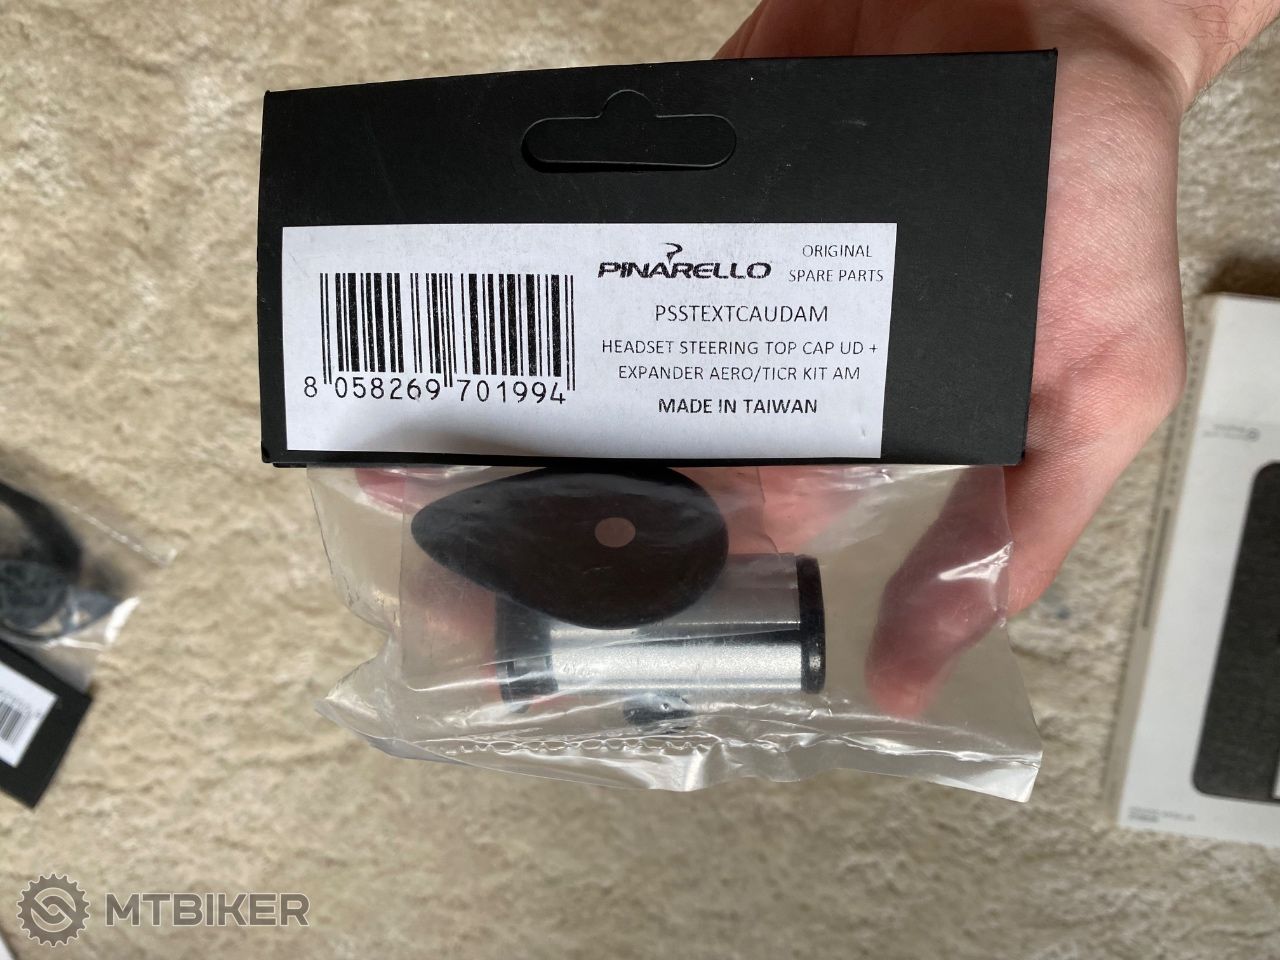 PINARELLO
ORIGINAL
SPARE PARTS
PSSTEXTCAUDAM
HEADSET STEERING TOP CAP UD +
EXPANDER AERO/TICR KIT AM
MADE IN TAIWAN
8 058269 701994
MTBIKER